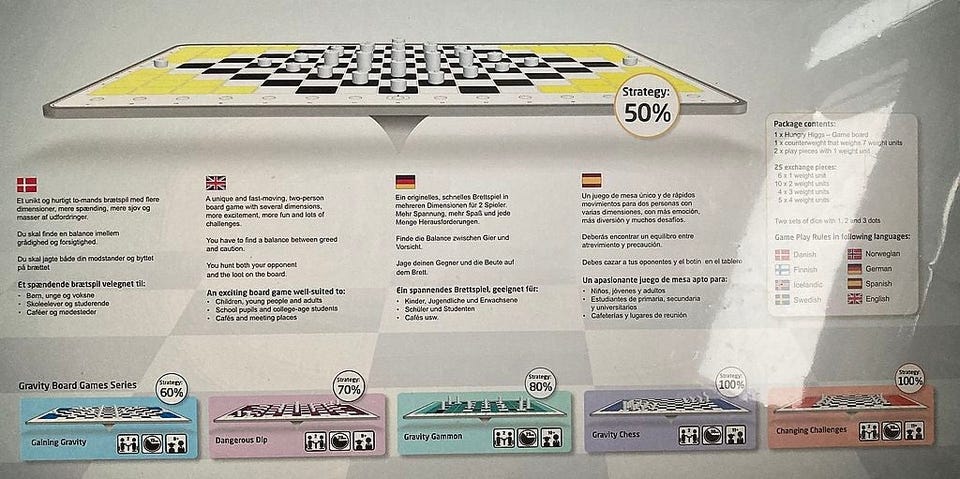 Strategy:
50%
Package contents:
1 x Hungry Higgs – Game board
1 x counterweight that weighs 7 weight units
2 x play pieces with 1 weight unit
25 exchange pieces:
6 x 1 weight unit
10 x 2 weight units
4 x 3 weight units
5 x 4 weight units
Two sets of dice with 1, 2 and 3 dots
Game Play Rules in following languages:
Danish
Norwegian
Finnish
German
Icelandic
Spanish
Swedish
English
Et unikt og hurtigt to-mands brætspil med flere
dimensioner, mere spænding, mere sjov og
masser af udfordringer.
Du skal finde en balance imellem
grådighed og forsigtighed.
Du skal jagte både din modstander og byttet
på brættet
Et spændende brætspil velegnet til:
• Børn, unge og voksne
• Skoleelever og studerende
• Caféer og mødesteder
A unique and fast-moving, two-person
board game with several dimensions,
more excitement, more fun and lots of
challenges.
You have to find a balance between greed
and caution.
You hunt both your opponent
and the loot on the board.
An exciting board game well-suited to:
• Children, young people and adults
• School pupils and college-age students
• Cafés and meeting places
Ein originelles, schnelles Brettspiel in
mehreren Dimensionen für 2 Spieler.
Mehr Spannung, mehr Spaß und jede
Menge Herausforderungen.
Finde die Balance zwischen Gier und
Vorsicht.
Jage deinen Gegner und die Beute auf
dem Brett.
Ein spannendes Brettspiel, geeignet für:
• Kinder, Jugendliche und Erwachsene
• Schüler und Studenten
• Cafés usw.
Un juego de mesa único y de rápidos
movimientos para dos personas con
varias dimensiones, con más emoción,
más diversión y muchos desafíos.
Deberás encontrar un equilibro entre
atrevimiento y precaución.
Debes cazar a tus oponentes y el botín en el tablero
Un apasionante juego de mesa apto para:
• Niños, jóvenes y adultos
• Estudiantes de primaria, secundaria
y universitarios
• Cafeterías y lugares de reunión
Gravity Board Games Series
Strategy:
60%
Gaining Gravity
Strategy:
70%
Dangerous Dip
Strategy:
80%
Gravity Gammon
Strategy:
100%
Gravity Chess
Strategy:
100%
Changing Challenges